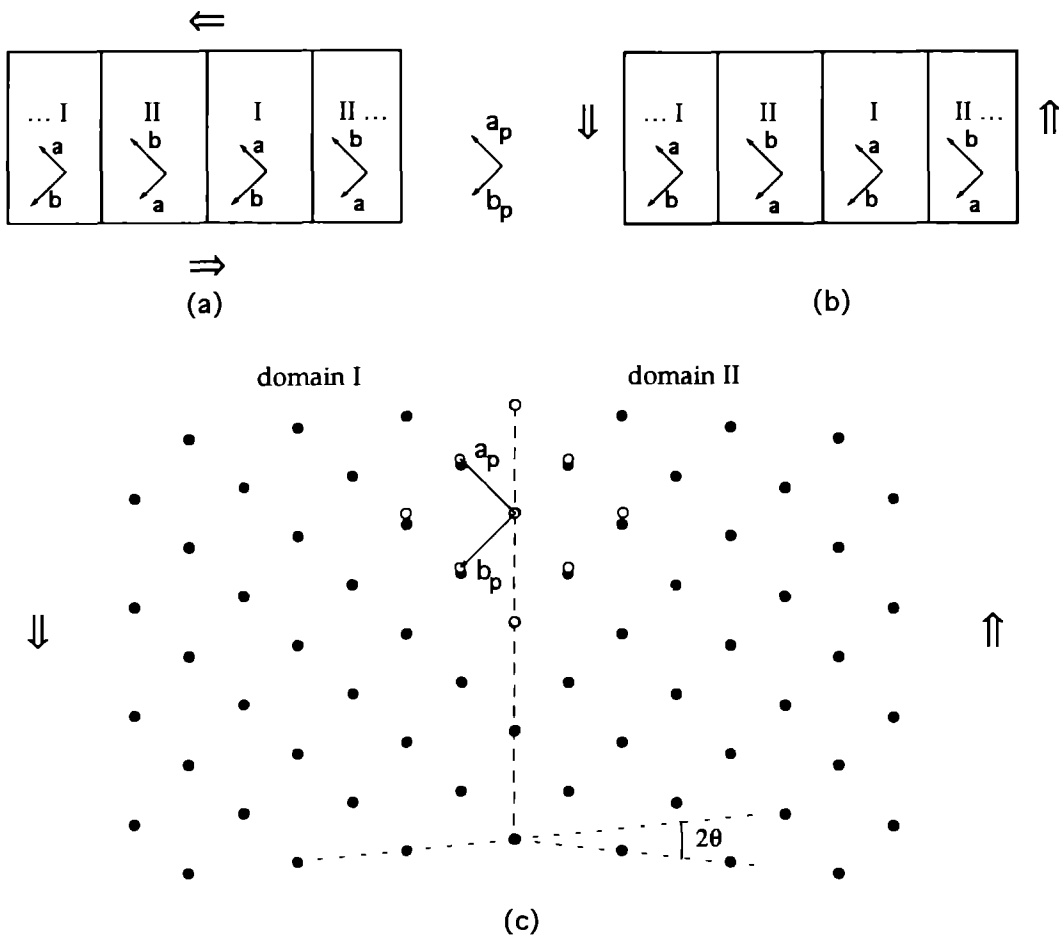 ⇐
... I II I II ...
a b a b
b a b a
(a)
a_p
b_p
⇓ ⇑
... I II I II ...
a b a b
b a b a
(b)
domain I domain II
a_p
b_p
⇓ ⇑
⇒
2θ
(c)